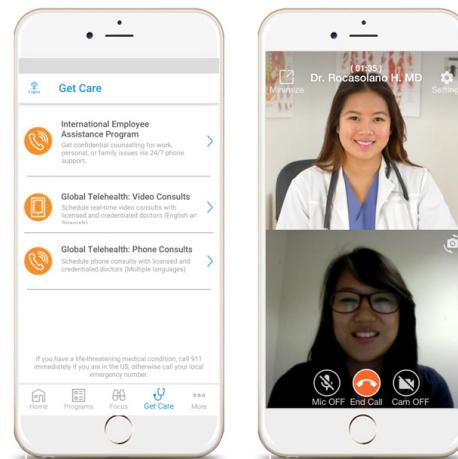 Cigna
Get Care
International Employee
Assistance Program
Get confidential counselling for work,
personal, or family issues via 24/7 phone
support.
Global Telehealth: Video Consults
Schedule real-time video consults with
licensed and credentialed doctors (English an
Spanish)
Global Telehealth: Phone Consults
Schedule phone consults with licensed and
credentialed doctors (Multiple languages)
If you have a life-threatening medical condition, call 911
immediately if you are in the US, otherwise call your local
emergency number.
Home Programs Focus Get Care More
( 01:35 )
Dr. Rocasolano H. MD
Minimize Setting
Mic OFF End Call Cam OFF